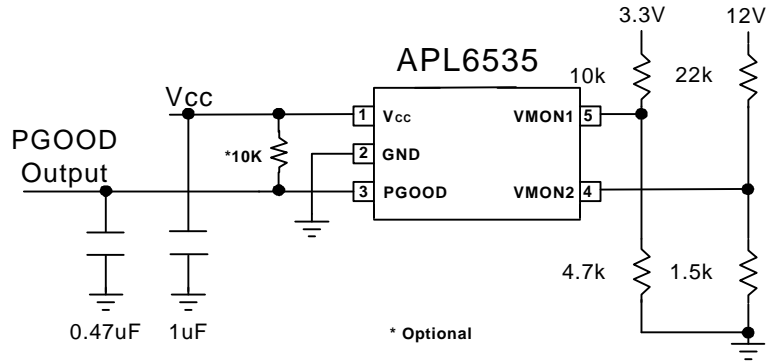 3.3V
12V
APL6535
10k
22k
Vcc
1
Vcc
VMON1
5
PGOOD
Output
*10K
2
GND
3
PGOOD
VMON2
4
4.7k
1.5k
0.47uF
1uF
* Optional